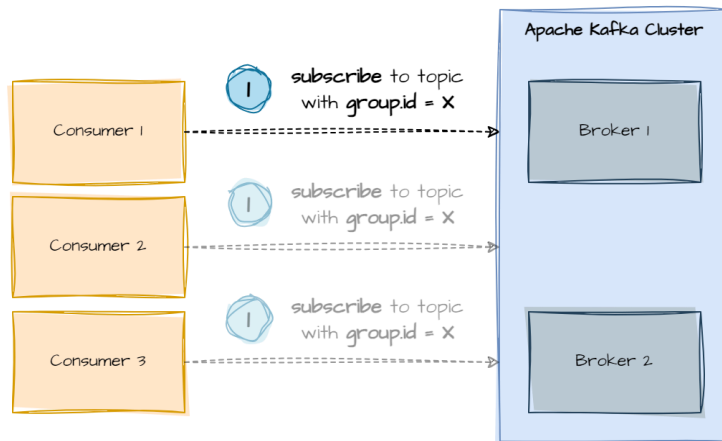 Apache Kafka Cluster
1
subscribe to topic
with group.id = X
Consumer 1
Broker 1
1
subscribe to topic
with group.id = X
Consumer 2
1
subscribe to topic
with group.id = X
Consumer 3
Broker 2